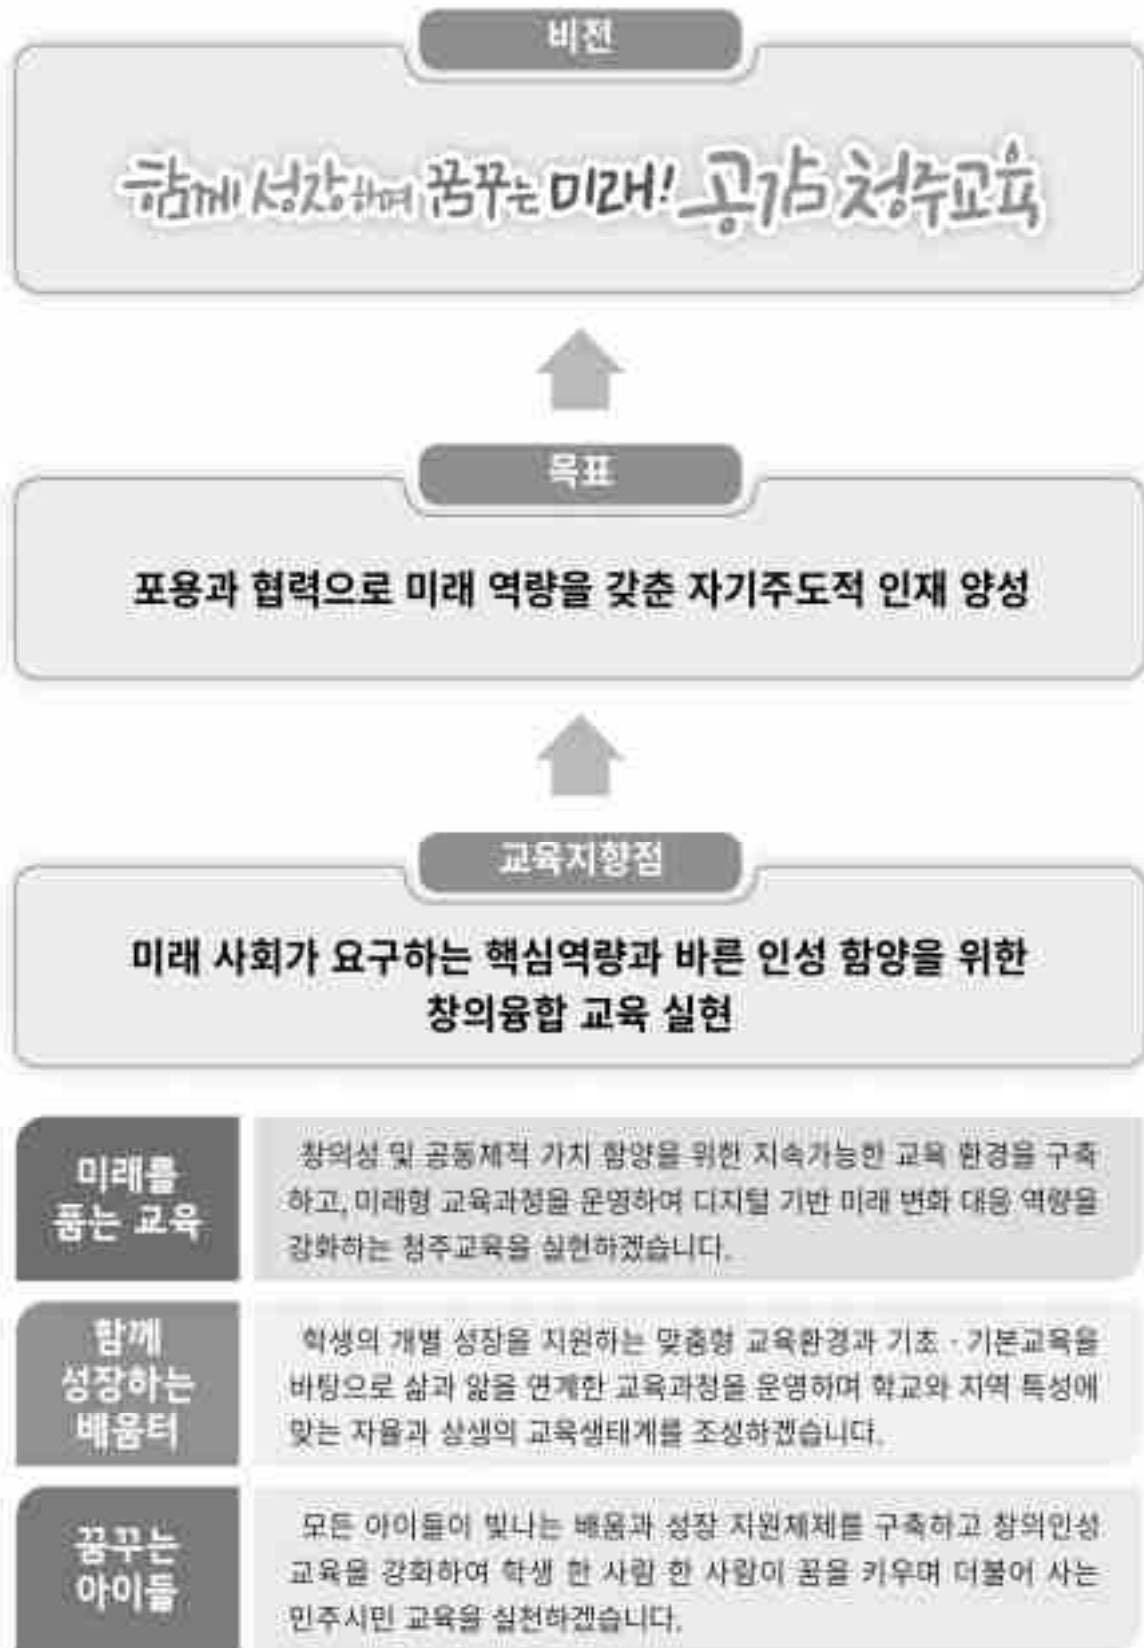 비전
함께 성장하며 꿈꾸는 미래! 공감 청주교육
목표
포용과 협력으로 미래 역량을 갖춘 자기주도적 인재 양성
교육지향점
미래 사회가 요구하는 핵심역량과 바른 인성 함양을 위한
창의융합 교육 실현
미래를
품는 교육
창의성 및 공동체적 가치 함양을 위한 지속가능한 교육 환경을 구축
하고, 미래형 교육과정을 운영하며 디지털 기반 미래 변화 대응 역량을
강화하는 청주교육을 실현하겠습니다.
함께
성장하는
배움터
학생의 개별 성장을 지원하는 맞춤형 교육환경과 기초 · 기본교육을
바탕으로 삶과 앎을 연계한 교육과정을 운영하며 학교와 지역 특성에
맞는 자율과 상생의 교육생태계를 조성하겠습니다.
꿈꾸는
아이들
모든 아이들이 빛나는 배움과 성장 지원체제를 구축하고 창의인성
교육을 강화하여 학생 한 사람 한 사람이 꿈을 키우며 더불어 사는
민주시민 교육을 실천하겠습니다.